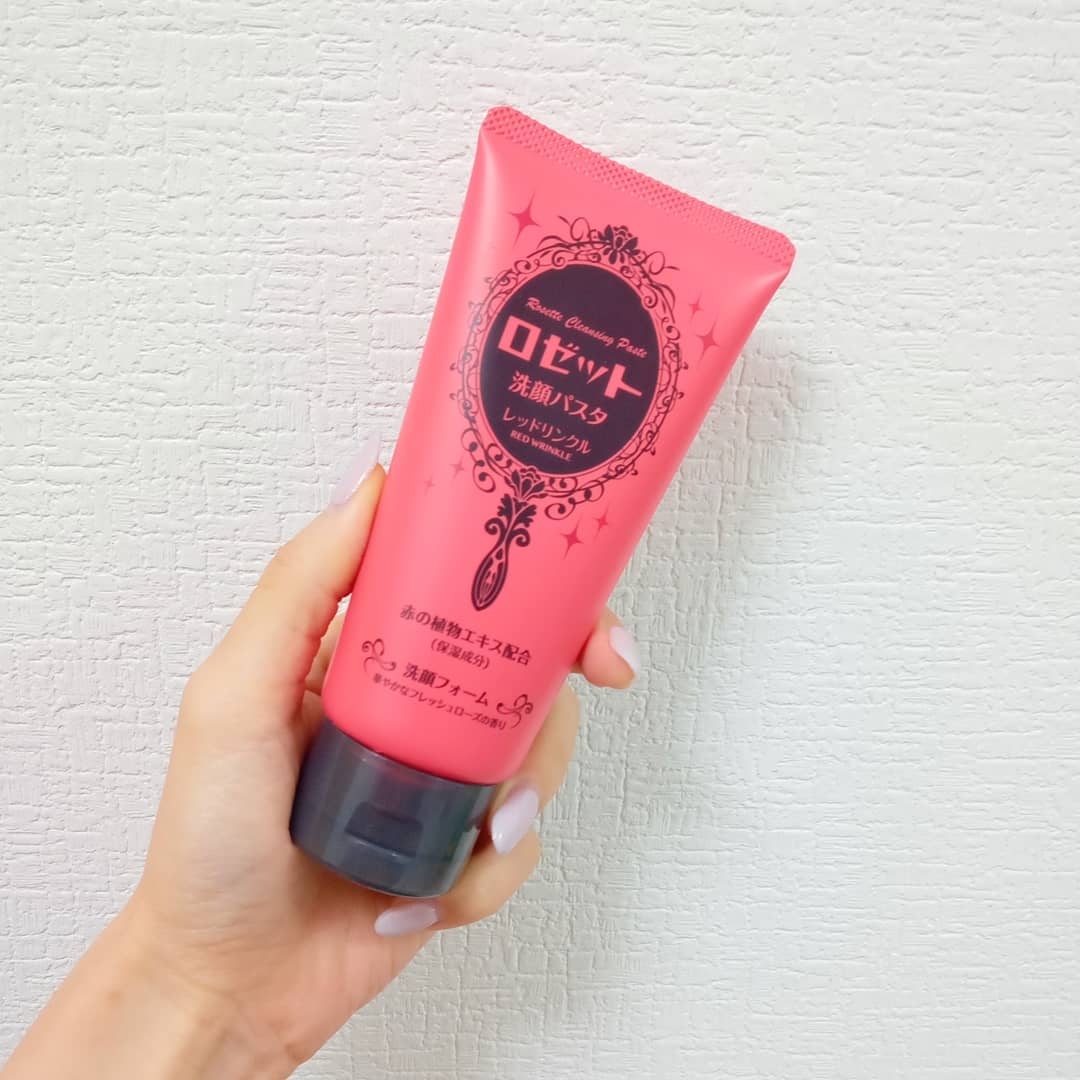 Rosette Cleansing Paste
ロゼット
洗顔パスタ
レッドリンクル
RED WRINKLE
赤の植物エキス配合
(保湿成分)
洗顔フォーム
華やかなフレッシュローズの香り